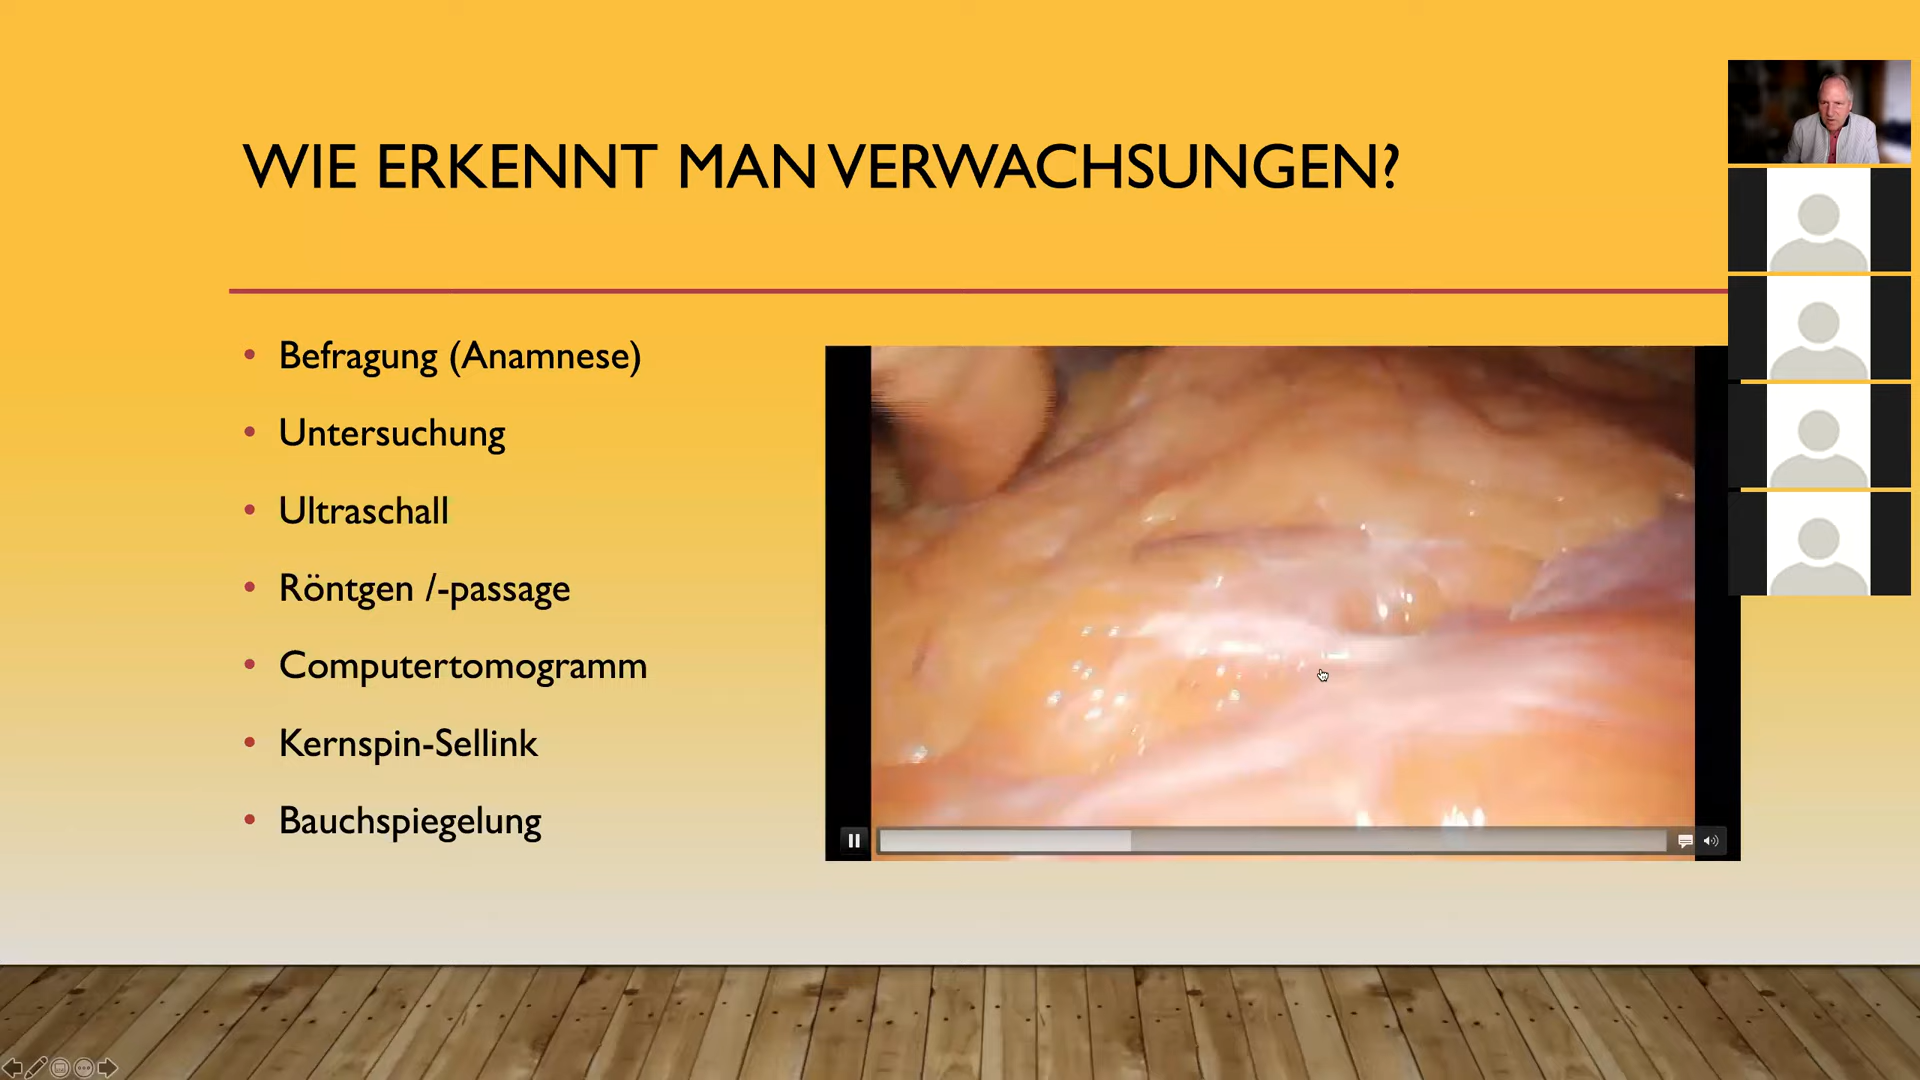 WIE ERKENNT MAN VERWACHSUNGEN?
• Befragung (Anamnese)
• Untersuchung
• Ultraschall
• Röntgen /-passage
• Computertomogramm
• Kernspin-Sellink
• Bauchspiegelung